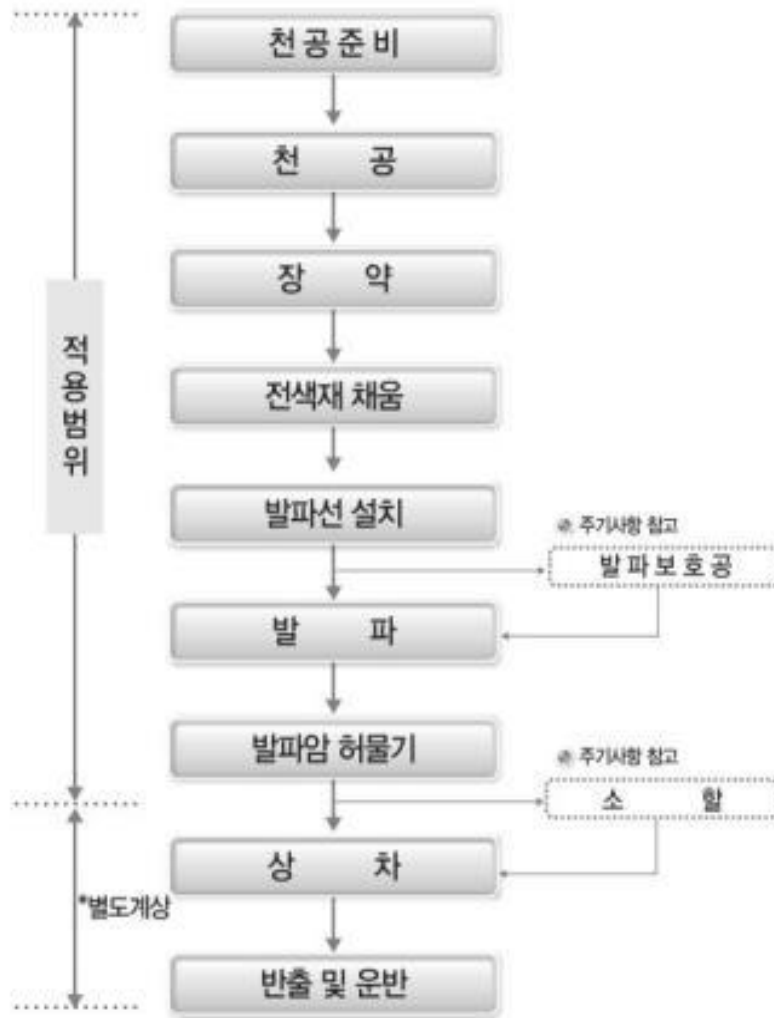 천공준비
천 공
장 약
적용범위
전색재 채움
발파선 설치
※ 주기사항 참고
발파보호공
발 파
발파암 허물기
※ 주기사항 참고
소 할
상 차
*별도계상
반출 및 운반